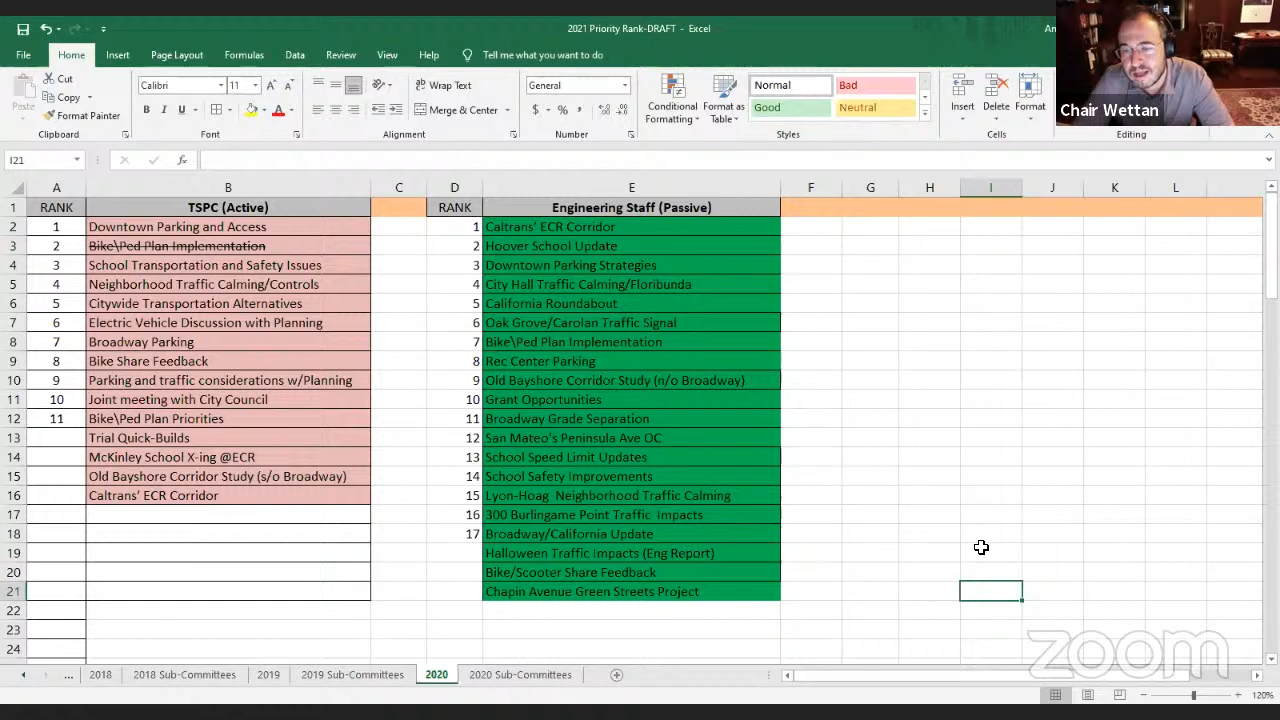 2021 Priority Rank-DRAFT - Excel
An
File Home Insert Page Layout Formulas Data Review View Help Tell me what you want to do
Chair Wettan
Paste
Cut
Copy
Format Painter
Clipboard
Calibri 11
B I U
Font
Wrap Text
Merge & Center
Alignment
General
$ % ,
Number
Conditional Formatting
Format as Table
Normal Bad
Good Neutral
Styles
Insert Delete Format
Cells
Editing
I21
fx
A B C D E F G H I J K L
1 RANK TSPC (Active) RANK Engineering Staff (Passive)
2 1 Downtown Parking and Access 1 Caltrans' ECR Corridor
3 2 Bike\Ped Plan Implementation 2 Hoover School Update
4 3 School Transportation and Safety Issues 3 Downtown Parking Strategies
5 4 Neighborhood Traffic Calming/Controls 4 City Hall Traffic Calming/Floribunda
6 5 Citywide Transportation Alternatives 5 California Roundabout
7 6 Electric Vehicle Discussion with Planning 6 Oak Grove/Carolan Traffic Signal
8 7 Broadway Parking 7 Bike\Ped Plan Implementation
9 8 Bike Share Feedback 8 Rec Center Parking
10 9 Parking and traffic considerations w/Planning 9 Old Bayshore Corridor Study (n/o Broadway)
11 10 Joint meeting with City Council 10 Grant Opportunities
12 11 Bike\Ped Plan Priorities 11 Broadway Grade Separation
13 Trial Quick-Builds 12 San Mateo's Peninsula Ave OC
14 McKinley School X-ing @ECR 13 School Speed Limit Updates
15 Old Bayshore Corridor Study (s/o Broadway) 14 School Safety Improvements
16 Caltrans' ECR Corridor 15 Lyon-Hoag Neighborhood Traffic Calming
17 16 300 Burlingame Point Traffic Impacts
18 17 Broadway/California Update
19 Halloween Traffic Impacts (Eng Report)
20 Bike/Scooter Share Feedback
21 Chapin Avenue Green Streets Project
22
23
24
zoom
... 2018 2018 Sub-Committees 2019 2019 Sub-Committees 2020 2020 Sub-Committees
120%